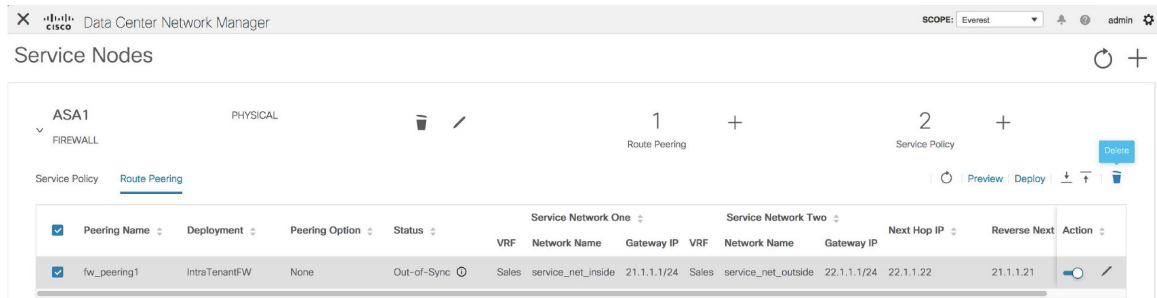 cisco Data Center Network Manager SCOPE: Everest admin
Service Nodes
ASA1 PHYSICAL 1 2
FIREWALL Route Peering Service Policy
Delete
Service Policy Route Peering Preview Deploy
Service Network One Service Network Two
Peering Name Deployment Peering Option Status Next Hop IP Reverse Next Action
VRF Network Name Gateway IP VRF Network Name Gateway IP
fw_peering1 IntraTenantFW None Out-of-Sync Sales service_net_inside 21.1.1.1/24 Sales service_net_outside 22.1.1.1/24 22.1.1.22 21.1.1.21